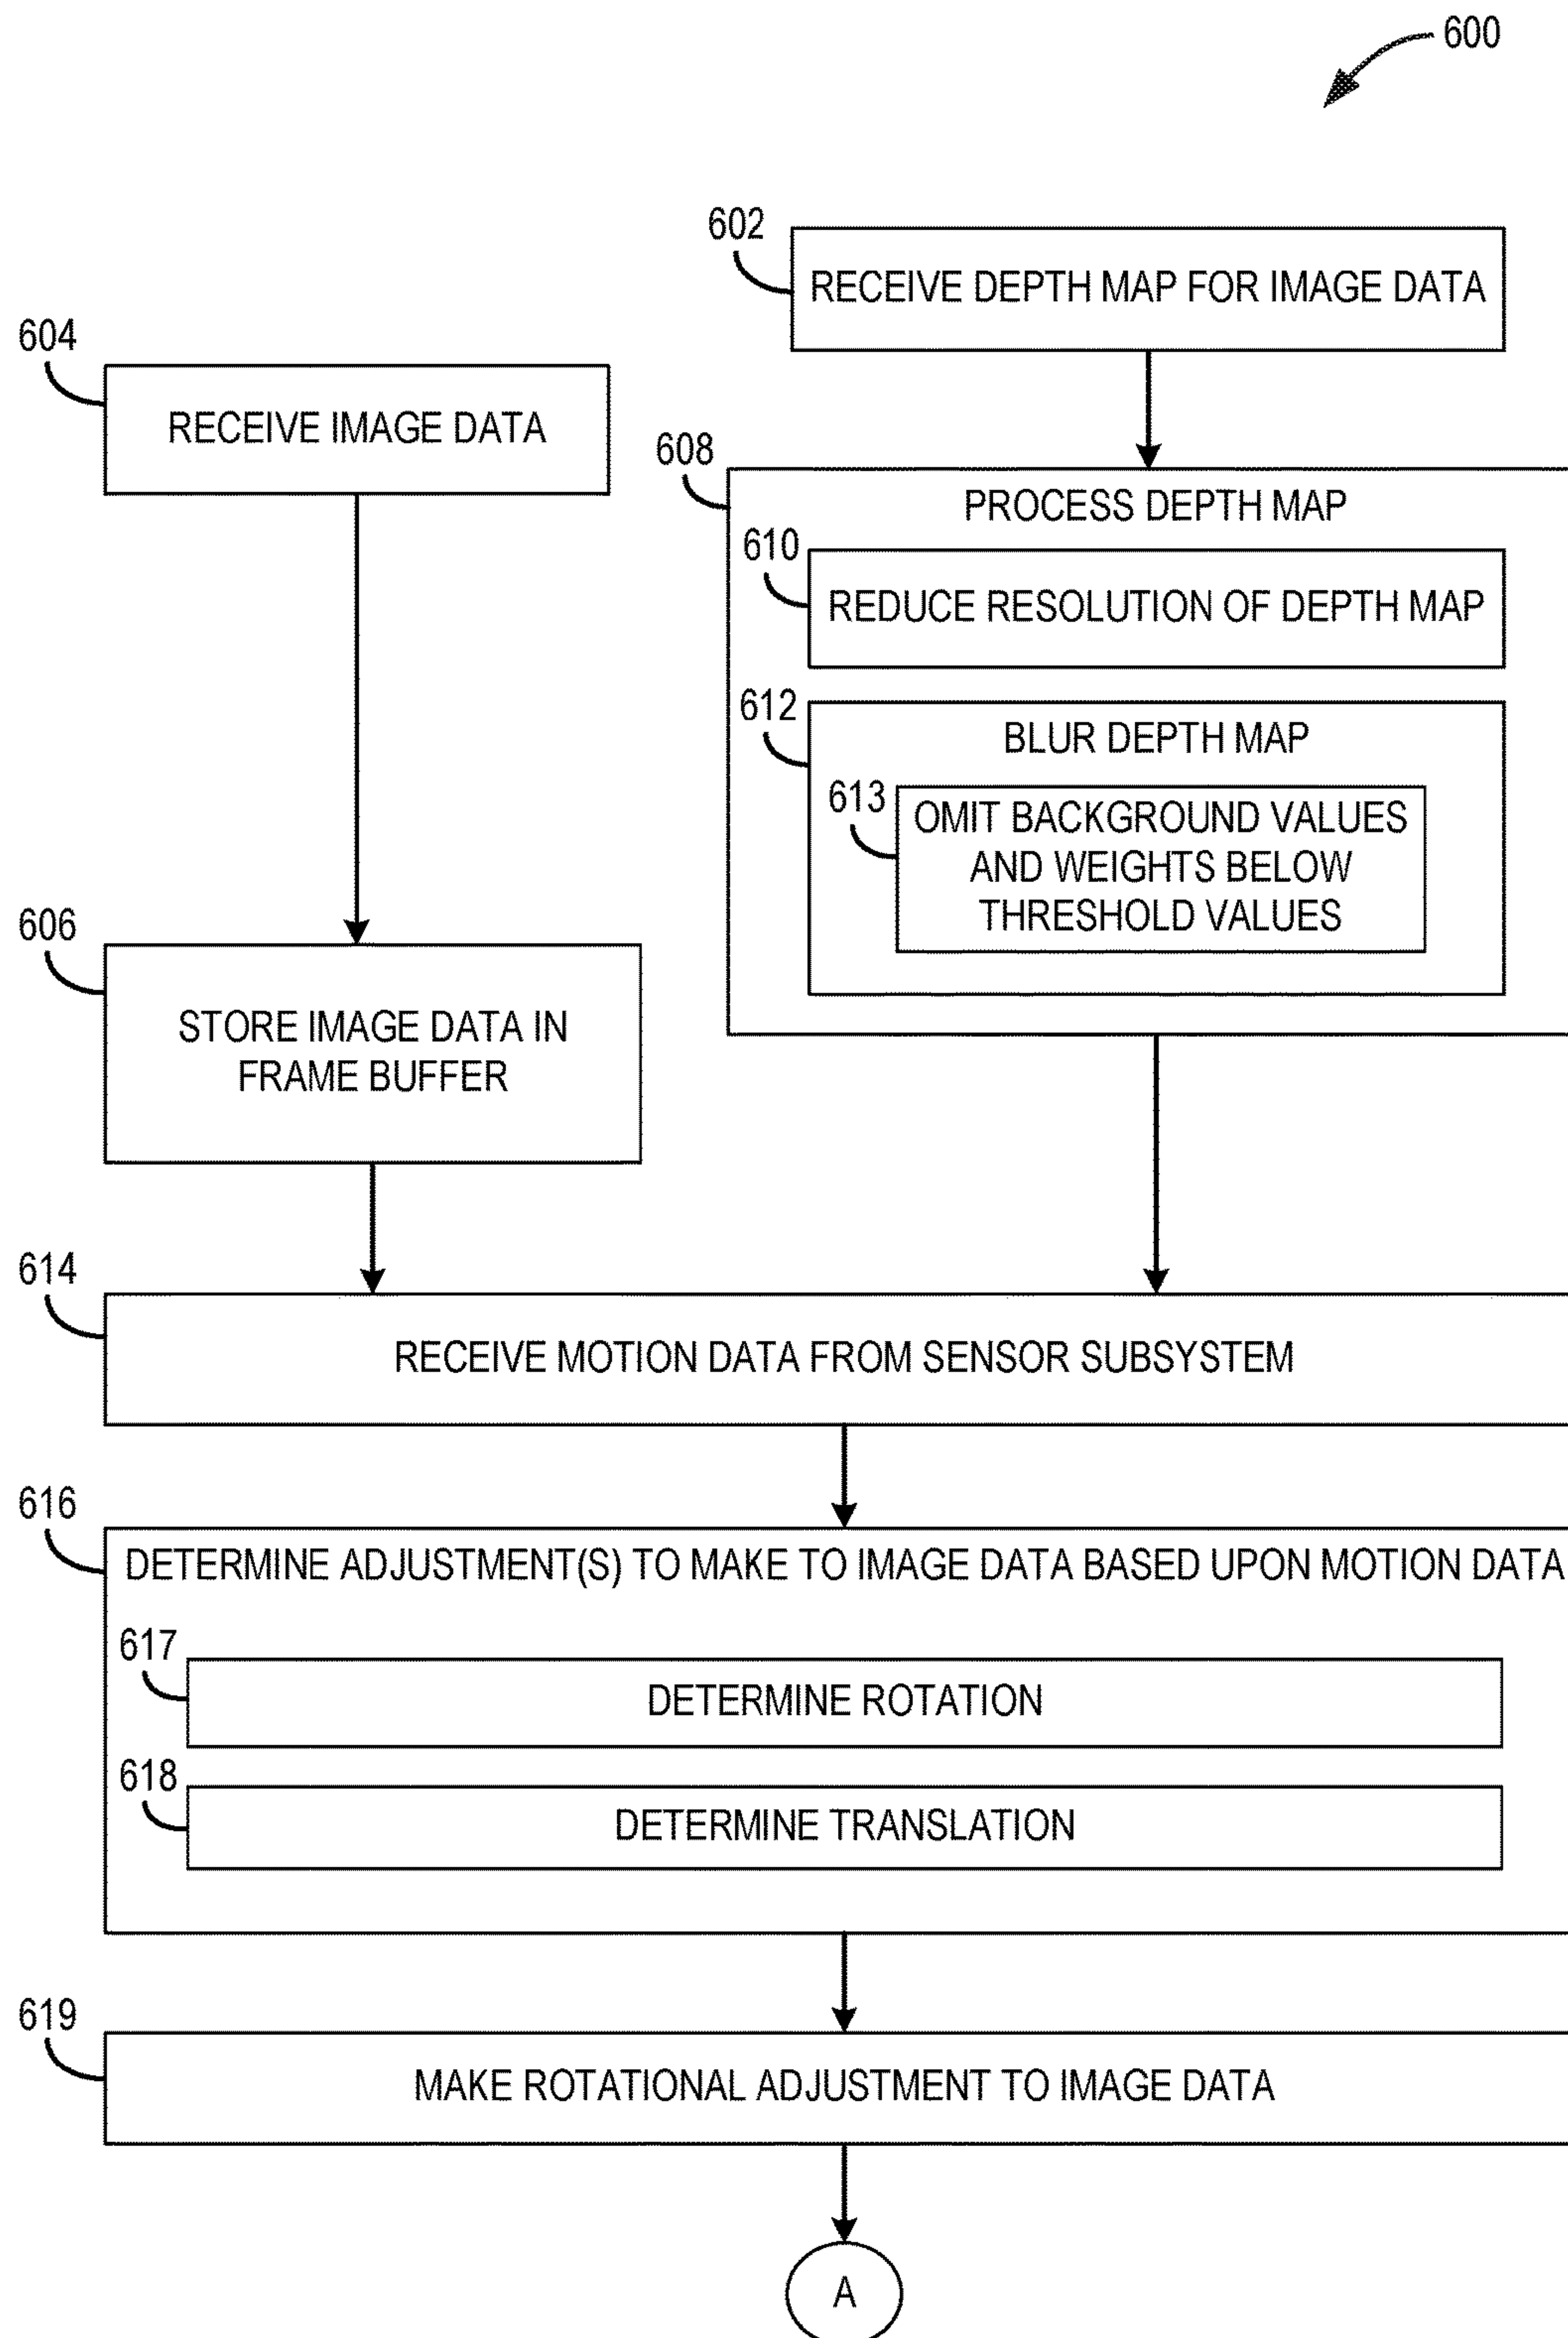 600
602
RECEIVE DEPTH MAP FOR IMAGE DATA
604
RECEIVE IMAGE DATA
608
PROCESS DEPTH MAP
610
REDUCE RESOLUTION OF DEPTH MAP
612
BLUR DEPTH MAP
613
OMIT BACKGROUND VALUES
AND WEIGHTS BELOW
THRESHOLD VALUES
606
STORE IMAGE DATA IN
FRAME BUFFER
614
RECEIVE MOTION DATA FROM SENSOR SUBSYSTEM
616
DETERMINE ADJUSTMENT(S) TO MAKE TO IMAGE DATA BASED UPON MOTION DATA
617
DETERMINE ROTATION
618
DETERMINE TRANSLATION
619
MAKE ROTATIONAL ADJUSTMENT TO IMAGE DATA
A